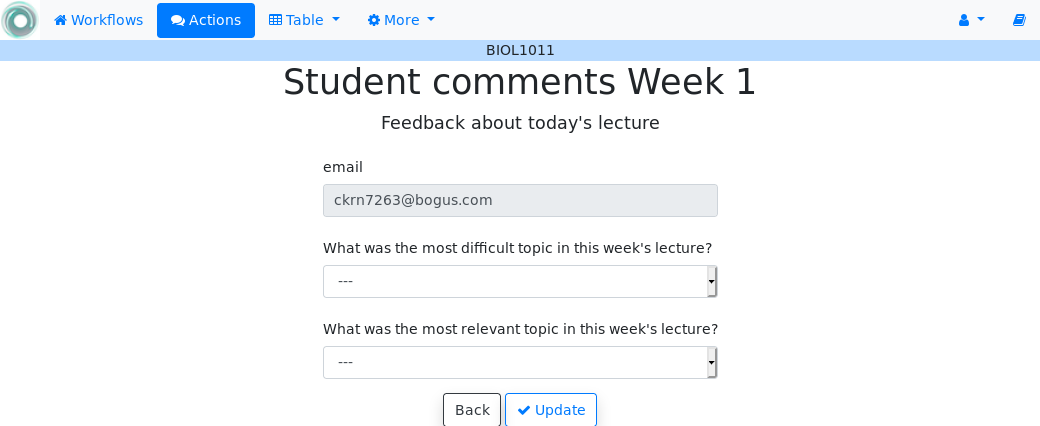 Workflows Actions Table More
BIOL1011
Student comments Week 1
Feedback about today's lecture
email
ckrn7263@bogus.com
What was the most difficult topic in this week's lecture?
---
What was the most relevant topic in this week's lecture?
---
Back Update